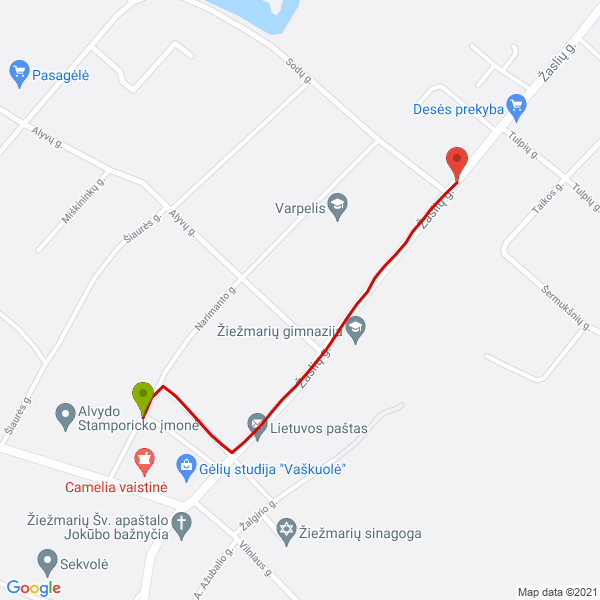 Sodų g.
Žaslių g.
Pasagėlė
Desės prekyba
Alyvų g.
Tulpių g.
Miškininkų g.
Taikos g.
Tulpių g.
Varpelis
Alyvų g.
Žaslių g.
Šiaurės g.
Šermukšnių g.
Narimanto g.
Žiežmarių gimnazija
Žaslių g.
Šiaurės g.
Alvydo
Stamporicko įmonė
Lietuvos paštas
Gėlių studija "Vaškuolė"
Camelia vaistinė
Žiežmarių Šv. apaštalo
Jokūbo bažnyčia
Žalgirio g.
Žiežmarių sinagoga
Vilniaus g.
A. Ažubalio g.
Sekvolė
Google
Map data ©2021